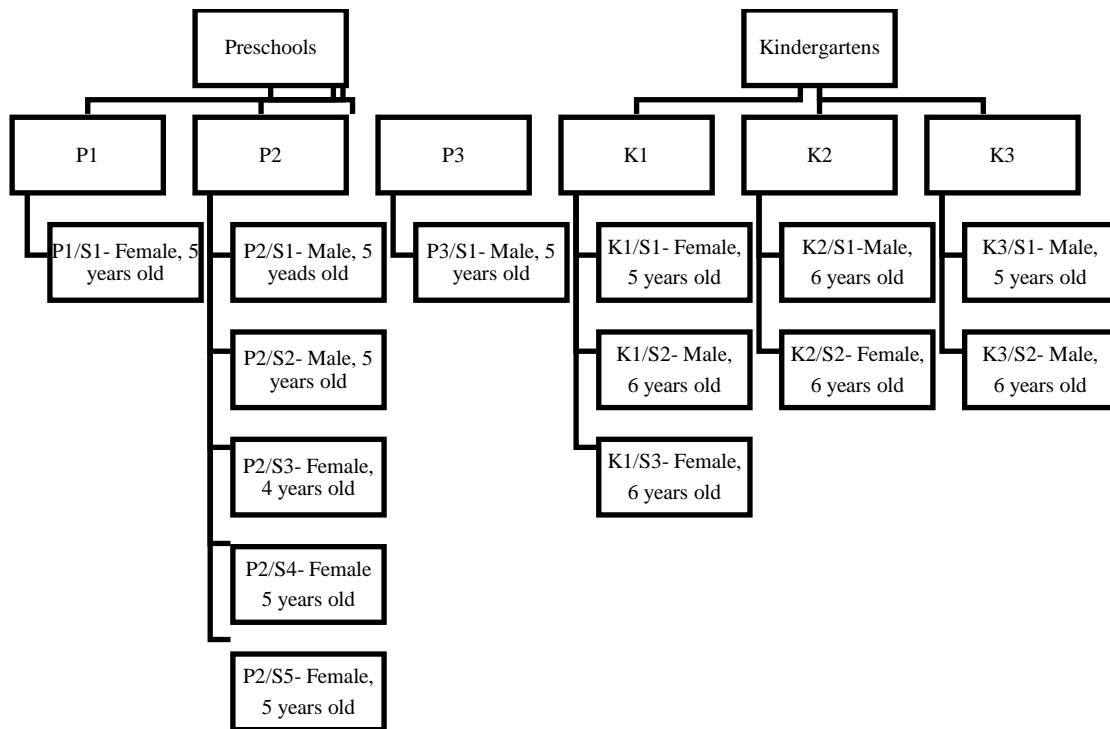 Preschools
Kindergartens
P1
P2
P3
K1
K2
K3
P1/S1- Female, 5
years old
P2/S1- Male, 5
yeads old
P3/S1- Male, 5
years old
K1/S1- Female,
5 years old
K2/S1-Male,
6 years old
K3/S1- Male,
5 years old
P2/S2- Male, 5
years old
K1/S2- Male,
6 years old
K2/S2- Female,
6 years old
K3/S2- Male,
6 years old
P2/S3- Female,
4 years old
K1/S3- Female,
6 years old
P2/S4- Female
5 years old
P2/S5- Female,
5 years old